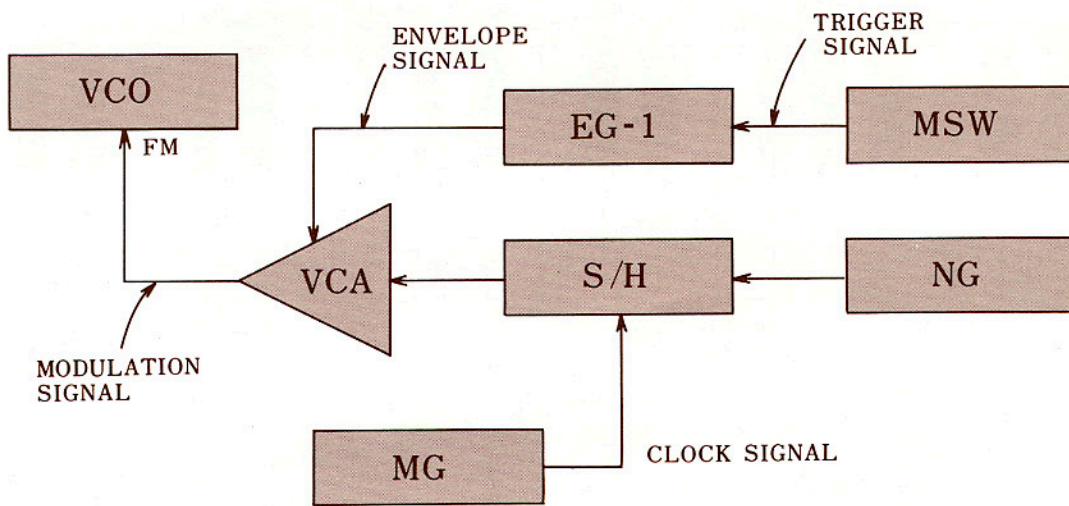 ENVELOPE
SIGNAL
TRIGGER
SIGNAL
VCO
EG-1
MSW
FM
VCA
S/H
NG
MODULATION
SIGNAL
MG
CLOCK SIGNAL